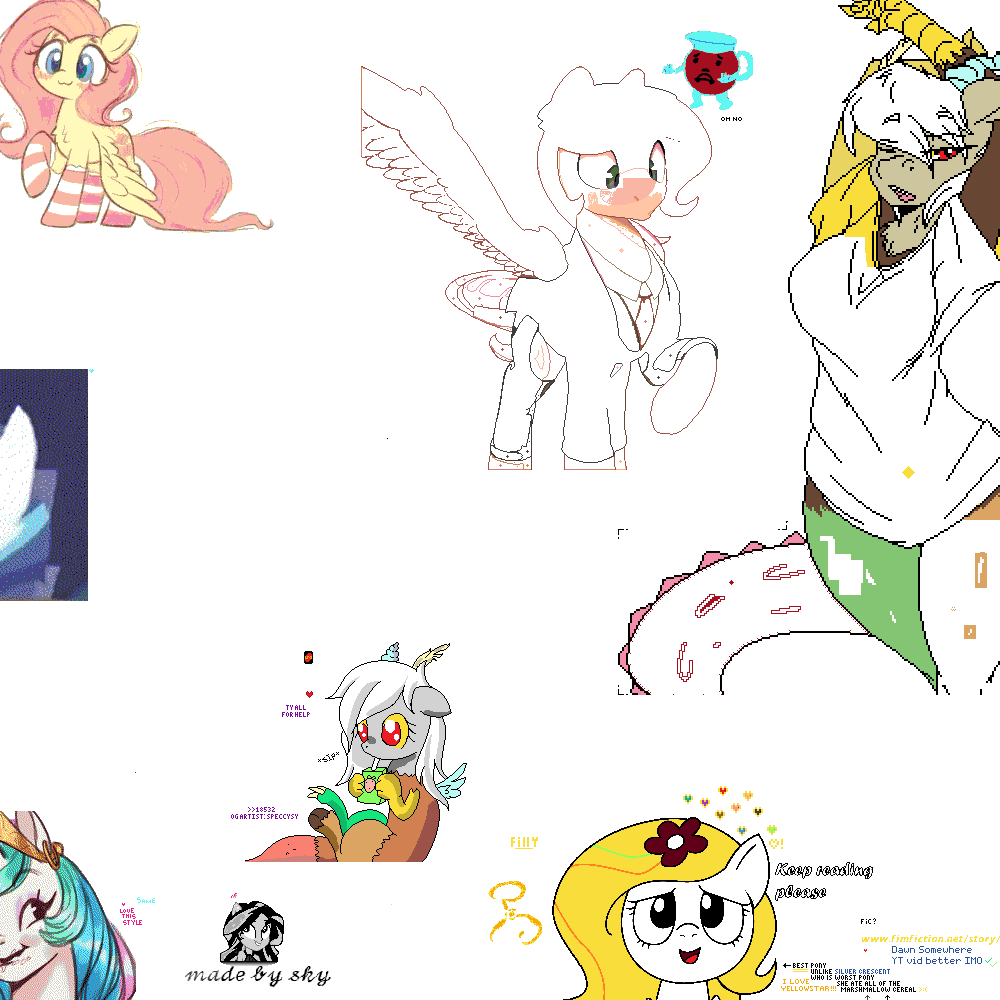 OH NO
TY ALL
FOR HELP
*SIP*
>>18532
OG ARTIST: SPECCYSY
FillY
Keep reading
please
LOVE
THIS
STYLE
FiC?
www.fimfiction.net/story/
Dawn Somewhere
YT vid better IMO
BEST PONY
UNLIKE SILVER CRESCENT
WHO IS WORST PONY
I LOVE
SHE ATE ALL OF THE
YELLOWSTAR!!!
MARSHMALLOW CEREAL
made by sky